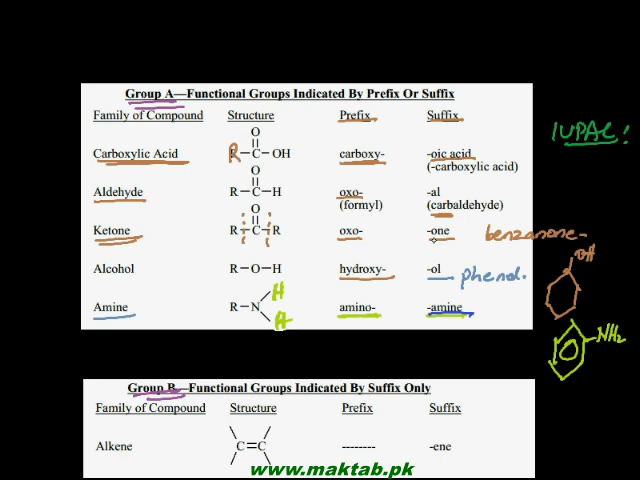 Group A—Functional Groups Indicated By Prefix Or Suffix
Family of Compound Structure Prefix Suffix
IUPAC!
O
Carboxylic Acid R—C—OH carboxy- -oic acid
(-carboxylic acid)
O
Aldehyde R—C—H oxo- -al
(formyl) (carbaldehyde)
O
Ketone R—C—R oxo- -one benzanone-
OH
Alcohol R—O—H hydroxy- -ol phenol.
H
Amine R—N amino- -amine
H
NH2
Group B—Functional Groups Indicated By Suffix Only
Family of Compound Structure Prefix Suffix
Alkene C=C -------- -ene
www.maktab.pk